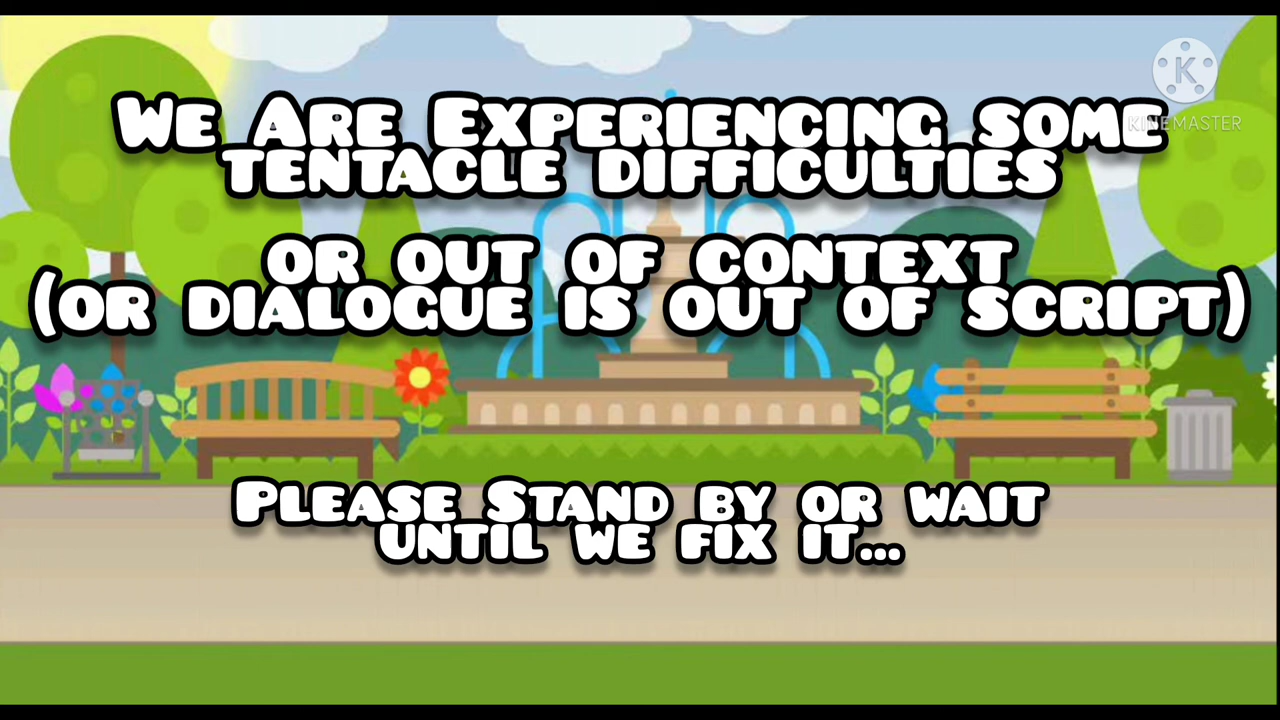 We Are Experiencing some
tentacle difficulties
or out of context
(or dialogue is out of script)
Please Stand by or wait
until we fix it...
K
KINEMASTER